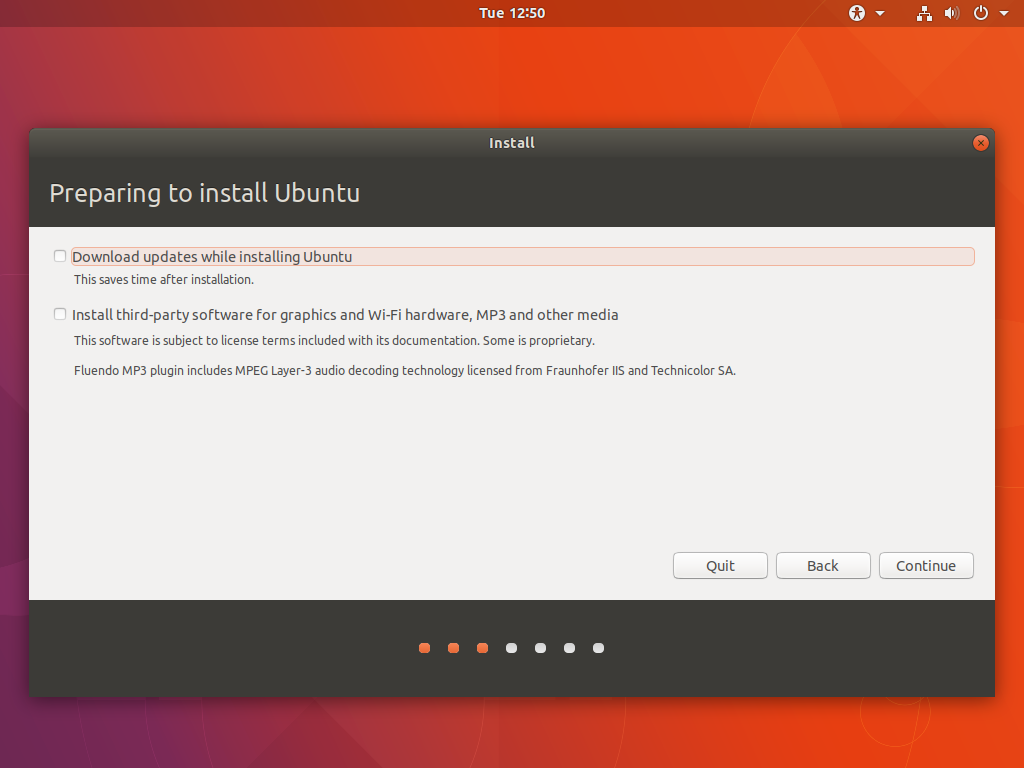 Tue 12:50
Install
Preparing to install Ubuntu
Download updates while installing Ubuntu
This saves time after installation.
Install third-party software for graphics and Wi-Fi hardware, MP3 and other media
This software is subject to license terms included with its documentation. Some is proprietary.
Fluendo MP3 plugin includes MPEG Layer-3 audio decoding technology licensed from Fraunhofer IIS and Technicolor SA.
Quit Back Continue